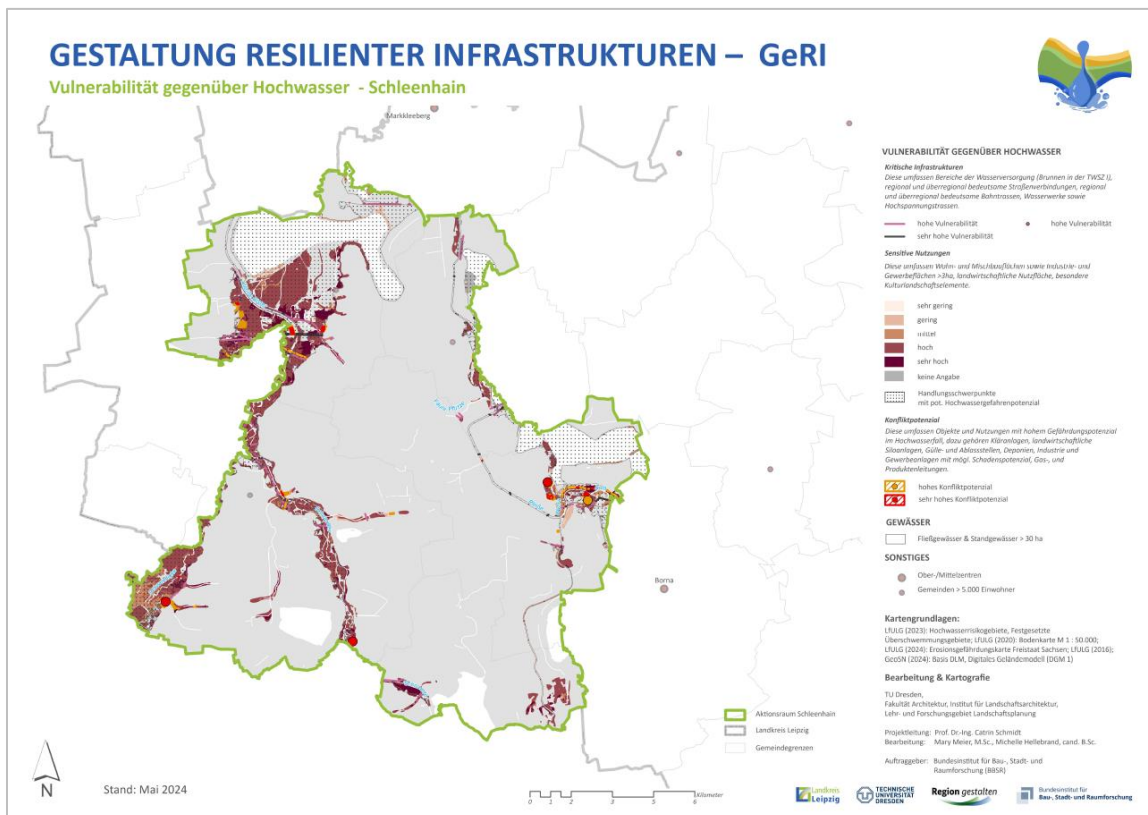 GESTALTUNG RESILIENTER INFRASTRUKTUREN – GeRI
Vulnerabilität gegenüber Hochwasser - Schleenhain
Markkleeberg
Borna
VULNERABILITÄT GEGENÜBER HOCHWASSER
Kritische Infrastrukturen
Diese umfassen Bereiche der Wasserversorgung (Brunnen in der TWSZ I),
regional und überregional bedeutsame Straßenverbindungen, regional
und überregional bedeutsame Bahntrassen, Wasserwerke sowie
Hochspannungstrassen.
hohe Vulnerabilität
hohe Vulnerabilität
sehr hohe Vulnerabilität
Sensitive Nutzungen
Diese umfassen Wohn- und Mischbauflächen sowie Industrie- und
Gewerbeflächen >3ha, landwirtschaftliche Nutzfläche, besondere
Kulturlandschaftselemente.
sehr gering
gering
mittel
hoch
sehr hoch
keine Angabe
Handlungsschwerpunkte
mit pot. Hochwassergefahrenpotenzial
Konfliktpotenzial
Diese umfassen Objekte und Nutzungen mit hohem Gefährdungspotenzial
im Hochwasserfall, dazu gehören Kläranlagen, landwirtschaftliche
Siloanlagen, Gülle- und Ablassstellen, Deponien, Industrie und
Gewerbeanlagen mit mögl. Schadenspotenzial, Gas-, und
Produktenleitungen.
hohes Konfliktpotenzial
sehr hohes Konfliktpotenzial
GEWÄSSER
Fließgewässer & Standgewässer > 30 ha
SONSTIGES
Ober-/Mittelzentren
Gemeinden > 5.000 Einwohner
Kartengrundlagen:
LfULG (2023): Hochwasserrisikogebiete, Festgesetzte
Überschwemmungsgebiete; LfULG (2020): Bodenkarte M 1 : 50.000;
LfULG (2024): Erosionsgefährdungskarte Freistaat Sachsen; LfULG (2016);
GeoSN (2024): Basis DLM, Digitales Geländemodell (DGM 1)
Bearbeitung & Kartografie
TU Dresden,
Fakultät Architektur, Institut für Landschaftsarchitektur,
Lehr- und Forschungsgebiet Landschaftsplanung
Projektleitung: Prof. Dr.-Ing. Catrin Schmidt
Bearbeitung: Mary Meier, M.Sc., Michelle Hellebrand, cand. B.Sc.
Auftraggeber: Bundesinstitut für Bau-, Stadt- und
Raumforschung (BBSR)
Aktionsraum Schleenhain
Landkreis Leipzig
Gemeindegrenzen
N
Stand: Mai 2024
Kilometer
0 1 2 3 5 6
Landkreis
Leipzig
TECHNISCHE
UNIVERSITÄT
DRESDEN
Region gestalten
Bundesinstitut für
Bau-, Stadt- und Raumforschung